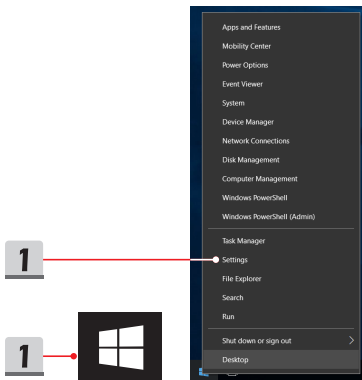 Apps and Features
Mobility Center
Power Options
Event Viewer
System
Device Manager
Network Connections
Disk Management
Computer Management
Windows PowerShell
Windows PowerShell (Admin)
Task Manager
1
Settings
File Explorer
Search
Run
Shut down or sign out
1
Desktop